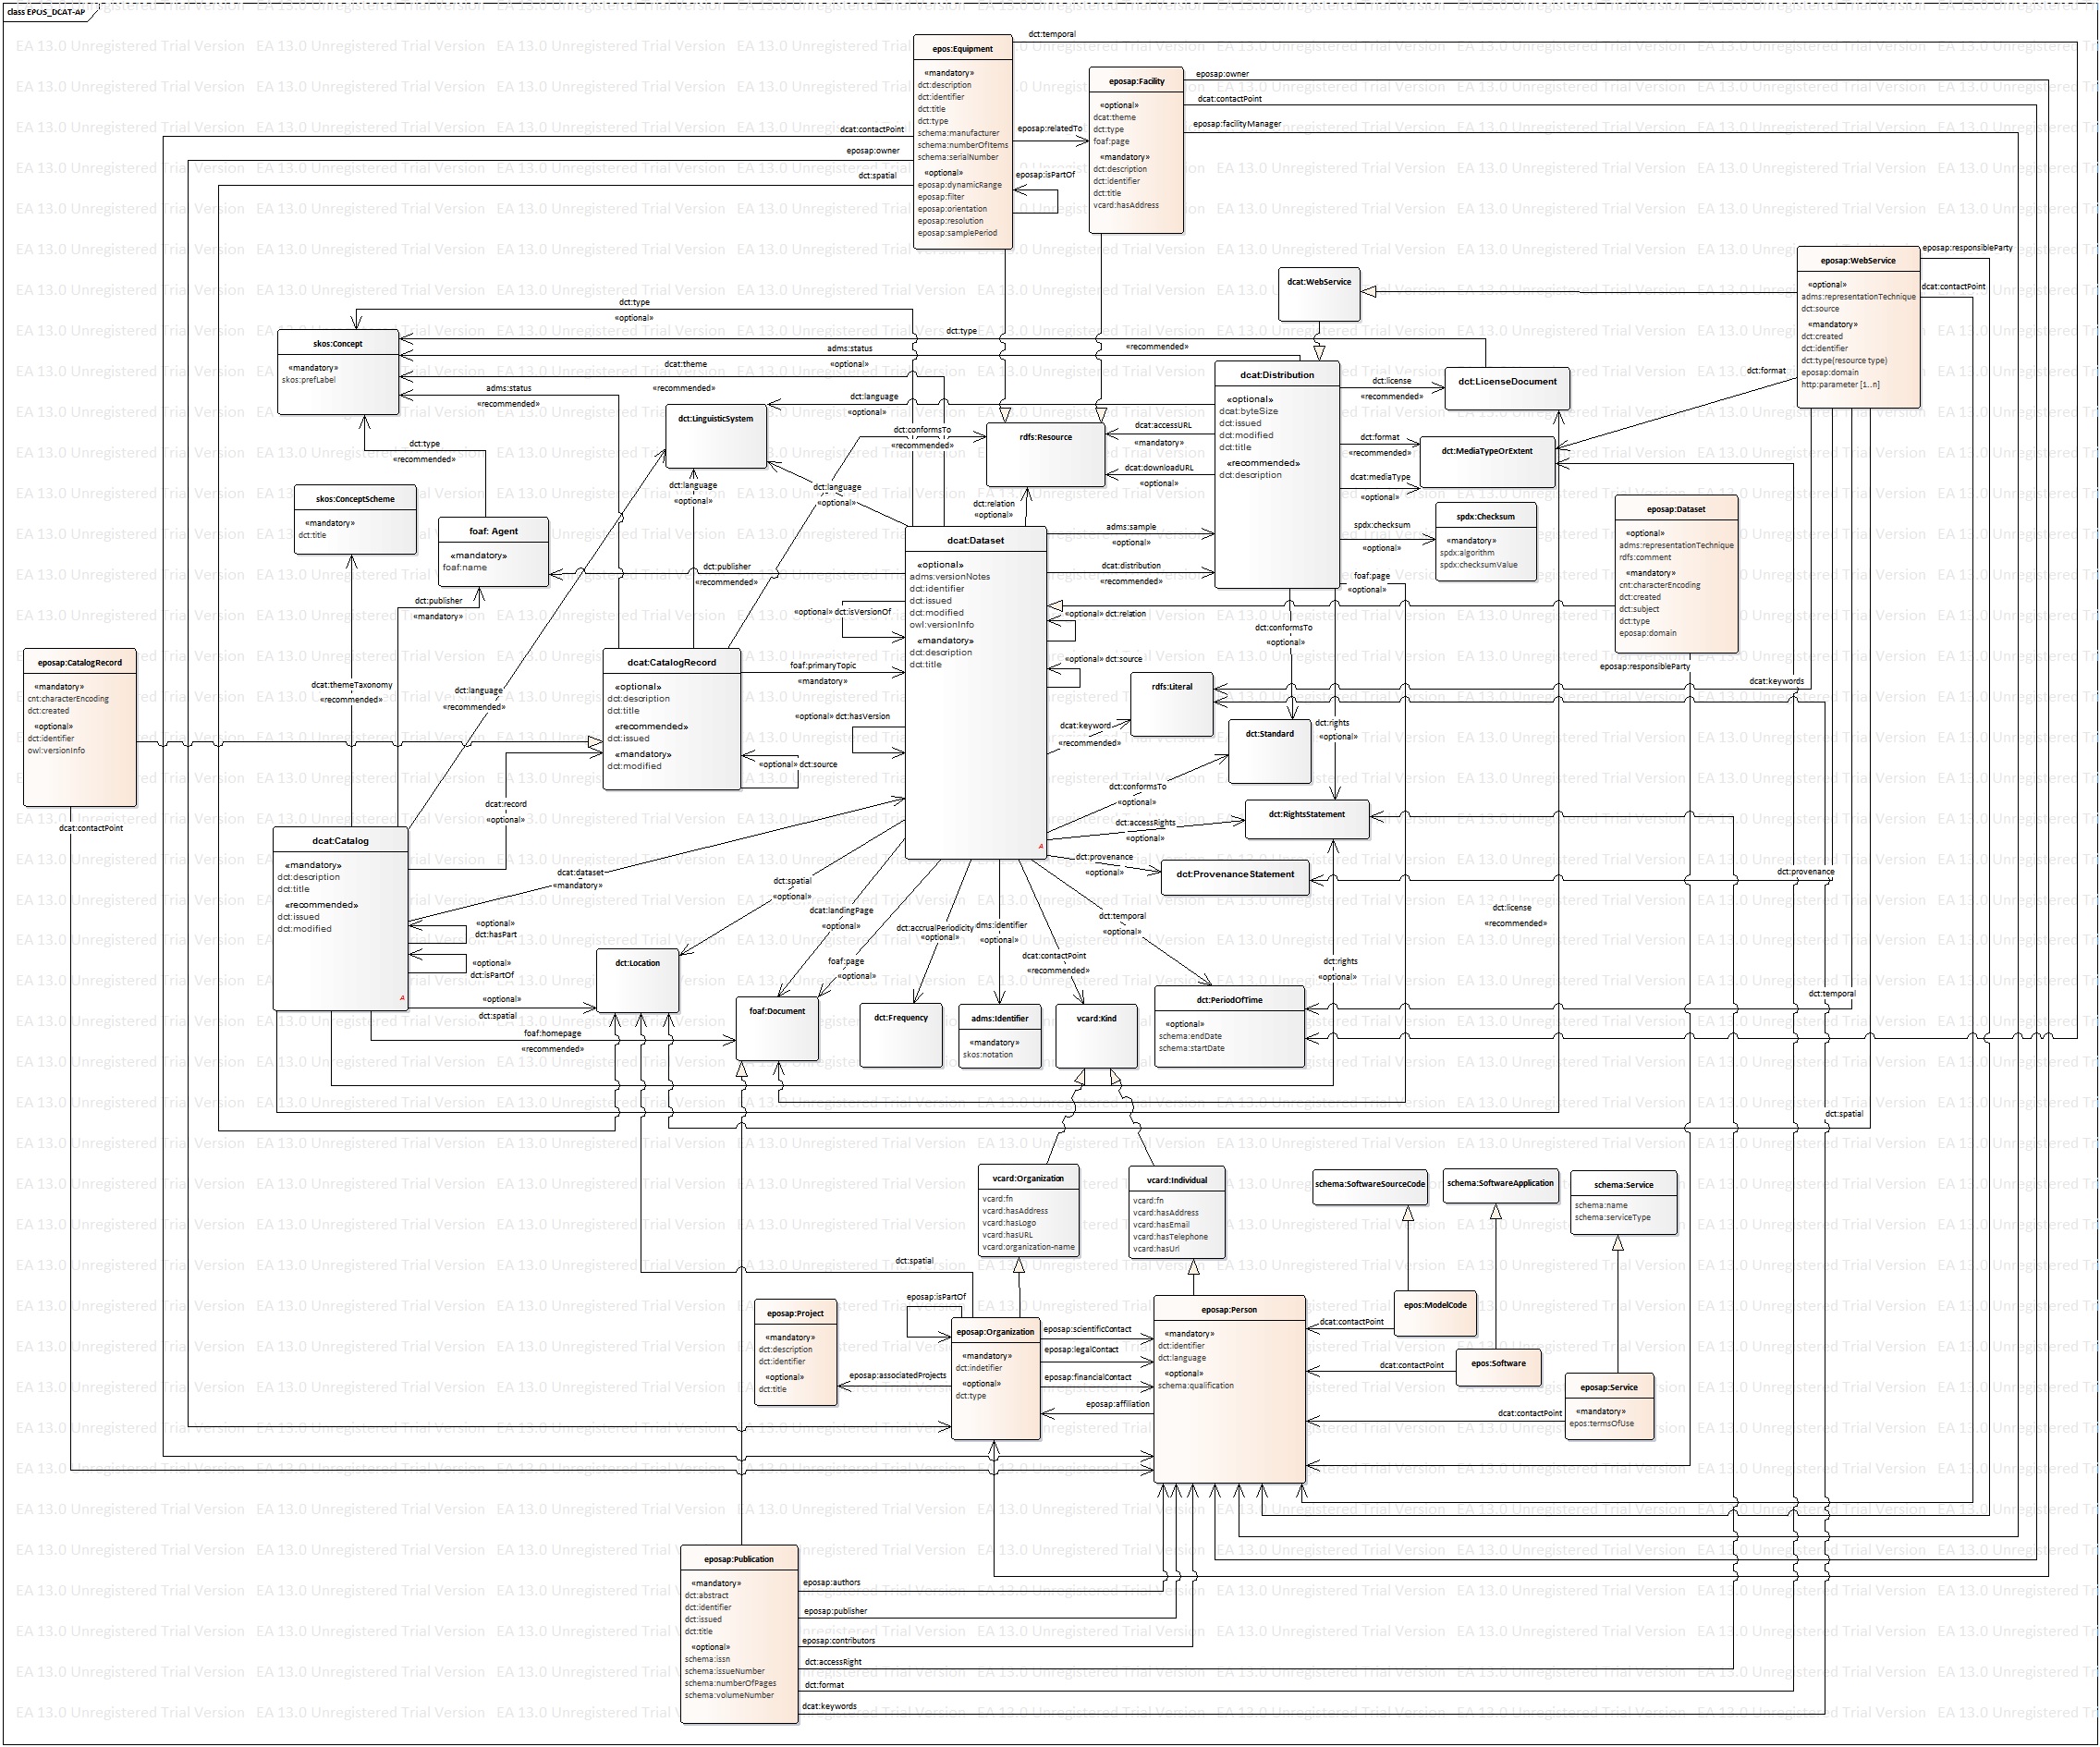 class EPOS_DCAT-AP
EA 13.0 Unregistered Trial Version
epos:Equipment
«mandatory»
dct:description
dct:identifier
dct:title
dct:type
schema:manufacturer
schema:numberOfItems
schema:serialNumber
«optional»
eposap:dynamicRange
eposap:filter
eposap:orientation
eposap:resolution
eposap:samplePeriod
dct:temporal
dcat:contactPoint
eposap:owner
dct:spatial
eposap:relatedTo
eposap:isPartOf
eposap:Facility
«optional»
dcat:theme
dct:type
foaf:page
«mandatory»
dct:description
dct:identifier
dct:title
vcard:hasAddress
eposap:owner
dcat:contactPoint
eposap:facilityManager
eposap:WebService
«optional»
adms:representationTechnique
dct:source
«mandatory»
dct:created
dct:identifier
dct:type(resource type)
eposap:domain
http:parameter [1..n]
eposap:responsibleParty
dcat:contactPoint
dct:format
dcat:WebService
dct:type
«optional»
skos:Concept
«mandatory»
skos:prefLabel
dct:type
«recommended»
adms:status
«optional»
dcat:theme
«recommended»
adms:status
«recommended»
dct:type
«recommended»
dct:LinguisticSystem
dct:language
«optional»
dct:conformsTo
«recommended»
rdfs:Resource
dcat:accessURL
«mandatory»
dcat:downloadURL
«optional»
dct:relation
«optional»
dcat:Distribution
«optional»
dcat:byteSize
dct:issued
dct:modified
dct:title
«recommended»
dct:description
dct:license
«recommended»
dct:LicenseDocument
dct:format
«recommended»
dcat:mediaType
«optional»
dct:MediaTypeOrExtent
spdx:checksum
«optional»
spdx:Checksum
«mandatory»
spdx:algorithm
spdx:checksumValue
foaf:page
«optional»
eposap:Dataset
«optional»
adms:representationTechnique
rdfs:comment
«mandatory»
cnt:characterEncoding
dct:created
dct:subject
dct:type
eposap:domain
eposap:responsibleParty
skos:ConceptScheme
«mandatory»
dct:title
foaf: Agent
«mandatory»
foaf:name
dct:publisher
«mandatory»
dct:publisher
«recommended»
dct:language
«optional»
dct:language
«optional»
dcat:Dataset
«optional»
adms:versionNotes
dct:identifier
dct:issued
dct:modified
owl:versionInfo
«mandatory»
dct:description
dct:title
A
adms:sample
«optional»
dcat:distribution
«recommended»
«optional» dct:isVersionOf
«optional» dct:relation
«optional» dct:source
«optional» dct:hasVersion
dct:conformsTo
«optional»
rdfs:Literal
dcat:keyword
«recommended»
dcat:keywords
dct:Standard
dct:rights
«optional»
dct:conformsTo
«optional»
dct:accessRights
«optional»
dct:RightsStatement
dct:provenance
«optional»
dct:ProvenanceStatement
dct:provenance
dct:license
«recommended»
eposap:CatalogRecord
«mandatory»
cnt:characterEncoding
dct:created
«optional»
dct:identifier
owl:versionInfo
dcat:contactPoint
dcat:themeTaxonomy
«recommended»
dct:language
«recommended»
dcat:CatalogRecord
«optional»
dct:description
dct:title
«recommended»
dct:issued
«mandatory»
dct:modified
foaf:primaryTopic
«mandatory»
«optional» dct:source
dcat:record
«optional»
dcat:Catalog
«mandatory»
dct:description
dct:title
«recommended»
dct:issued
dct:modified
A
dcat:dataset
«mandatory»
«optional»
dct:hasPart
«optional»
dct:isPartOf
«optional»
dct:spatial
foaf:homepage
«recommended»
dct:Location
dct:spatial
«optional»
dcat:landingPage
«optional»
foaf:page
«optional»
foaf:Document
dct:accrualPeriodicity
«optional»
dct:Frequency
dms:identifier
«optional»
adms:Identifier
«mandatory»
skos:notation
dcat:contactPoint
«recommended»
vcard:Kind
dct:temporal
«optional»
dct:PeriodOfTime
«optional»
schema:endDate
schema:startDate
dct:rights
«optional»
dct:temporal
dct:spatial
vcard:Organization
vcard:fn
vcard:hasAddress
vcard:hasLogo
vcard:hasURL
vcard:organization-name
vcard:Individual
vcard:fn
vcard:hasAddress
vcard:hasEmail
vcard:hasTelephone
vcard:hasUrl
schema:SoftwareSourceCode
schema:SoftwareApplication
schema:Service
schema:name
schema:serviceType
dct:spatial
eposap:isPartOf
eposap:Project
«mandatory»
dct:description
dct:identifier
«optional»
dct:title
eposap:associatedProjects
eposap:Organization
«mandatory»
dct:indetifier
«optional»
dct:type
eposap:scientificContact
eposap:legalContact
eposap:financialContact
eposap:affiliation
eposap:Person
«mandatory»
dct:identifier
dct:language
«optional»
schema:qualification
epos:ModelCode
dcat:contactPoint
epos:Software
dcat:contactPoint
eposap:Service
«mandatory»
epos:termsOfUse
dcat:contactPoint
eposap:Publication
«mandatory»
dct:abstract
dct:identifier
dct:issued
dct:title
«optional»
schema:issn
schema:issueNumber
schema:numberOfPages
schema:volumeNumber
eposap:authors
eposap:publisher
eposap:contributors
dct:accessRight
dct:format
dcat:keywords